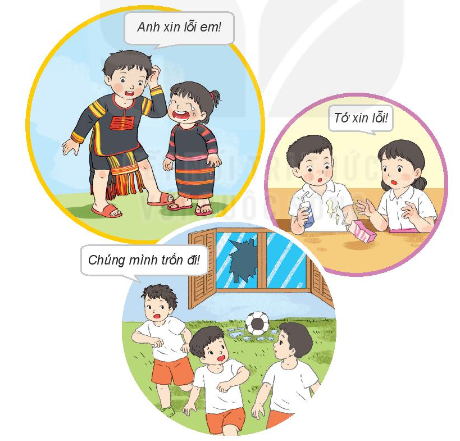 Anh xin lỗi em!
Tớ xin lỗi!
Chúng mình trốn đi!